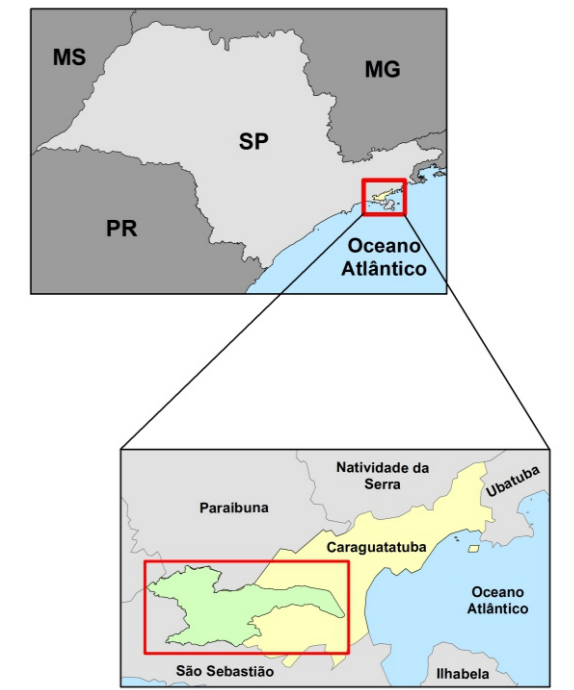 MS
MG
SP
PR
Oceano
Atlântico
Natividade da
Serra
Ubatuba
Paraibuna
Caraguatatuba
Oceano
Atlântico
São Sebastião
Ilhabela